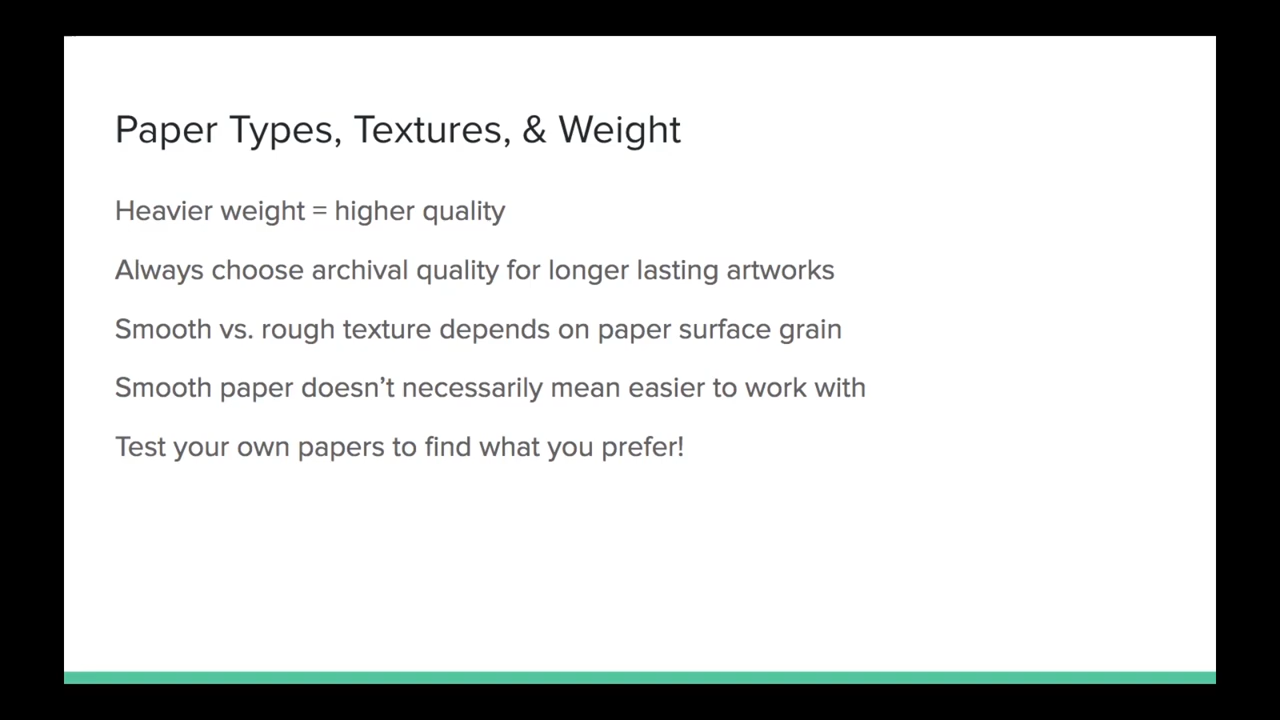 Paper Types, Textures, & Weight
Heavier weight = higher quality
Always choose archival quality for longer lasting artworks
Smooth vs. rough texture depends on paper surface grain
Smooth paper doesn’t necessarily mean easier to work with
Test your own papers to find what you prefer!